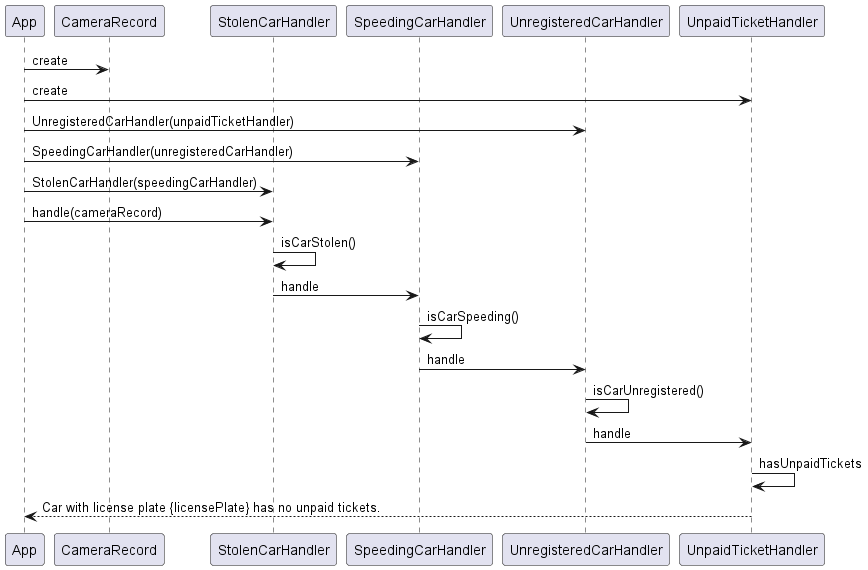 App CameraRecord StolenCarHandler SpeedingCarHandler UnregisteredCarHandler UnpaidTicketHandler
create
create
UnregisteredCarHandler(unpaidTicketHandler)
SpeedingCarHandler(unregisteredCarHandler)
StolenCarHandler(speedingCarHandler)
handle(cameraRecord)
isCarStolen()
handle
isCarSpeeding()
handle
isCarUnregistered()
handle
hasUnpaidTickets
Car with license plate {licensePlate} has no unpaid tickets.
App CameraRecord StolenCarHandler SpeedingCarHandler UnregisteredCarHandler UnpaidTicketHandler